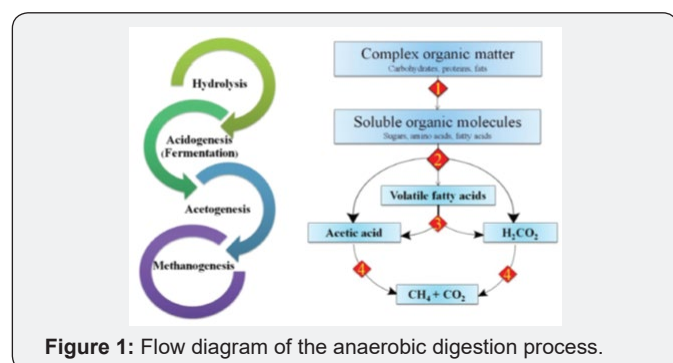 Hydrolysis
Acidogenesis
(Fermentation)
Acetogenesis
Methanogenesis
Complex organic matter
Carbohydrates, proteins, fats
1
Soluble organic molecules
Sugars, amino acids, fatty acids
2
Volatile fatty acids
3
Acetic acid
H₂CO₂
4
4
CH₄ + CO₂
Figure 1: Flow diagram of the anaerobic digestion process.